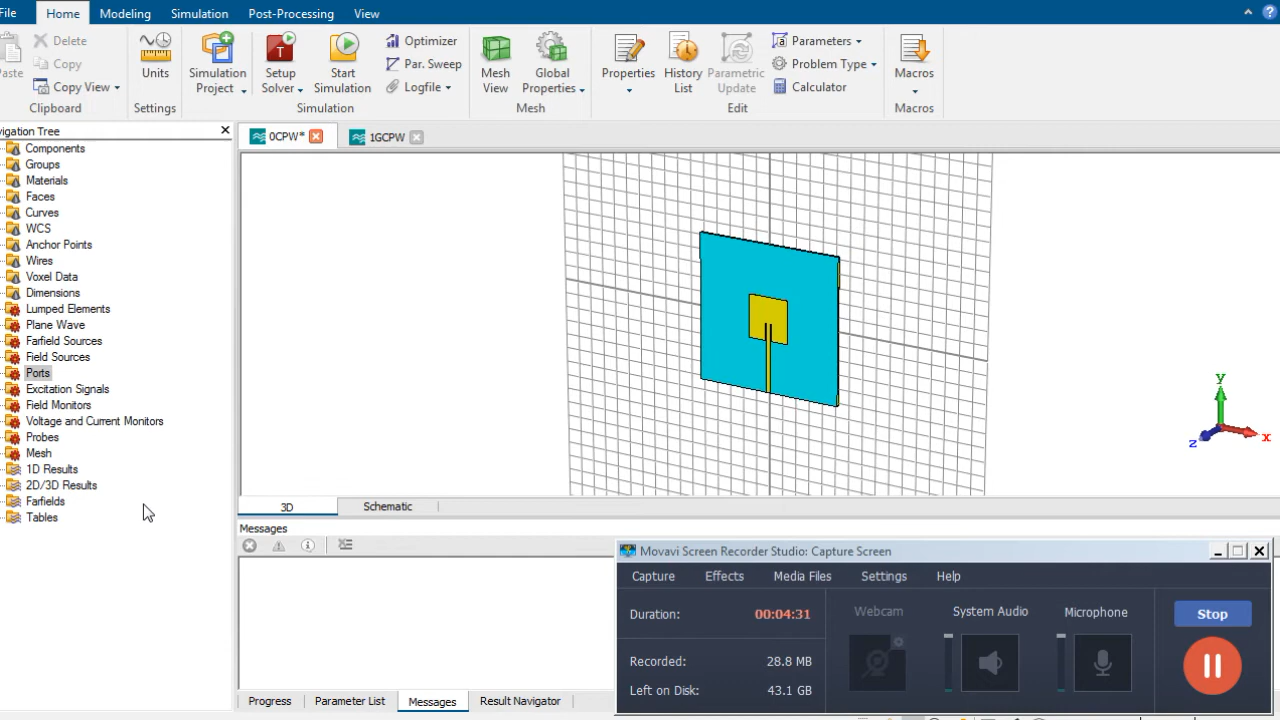 File Home Modeling Simulation Post-Processing View
Delete
Copy
Copy View
Paste
Clipboard
Units
Settings
Simulation Project
Setup Solver
Start Simulation
Optimizer
Par. Sweep
Logfile
Simulation
Mesh View
Global Properties
Mesh
Properties
History List
Parametric Update
Parameters
Problem Type
Calculator
Edit
Macros
Macros
vigation Tree
0CPW*
1GCPW
Components
Groups
Materials
Faces
Curves
WCS
Anchor Points
Wires
Voxel Data
Dimensions
Lumped Elements
Plane Wave
Farfield Sources
Field Sources
Ports
Excitation Signals
Field Monitors
Voltage and Current Monitors
Probes
Mesh
1D Results
2D/3D Results
Farfields
Tables
y
x
z
3D Schematic
Messages
Progress Parameter List Messages Result Navigator
Movavi Screen Recorder Studio: Capture Screen
Capture Effects Media Files Settings Help
Duration: 00:04:31
Recorded: 28.8 MB
Left on Disk: 43.1 GB
Webcam
System Audio
Microphone
Stop